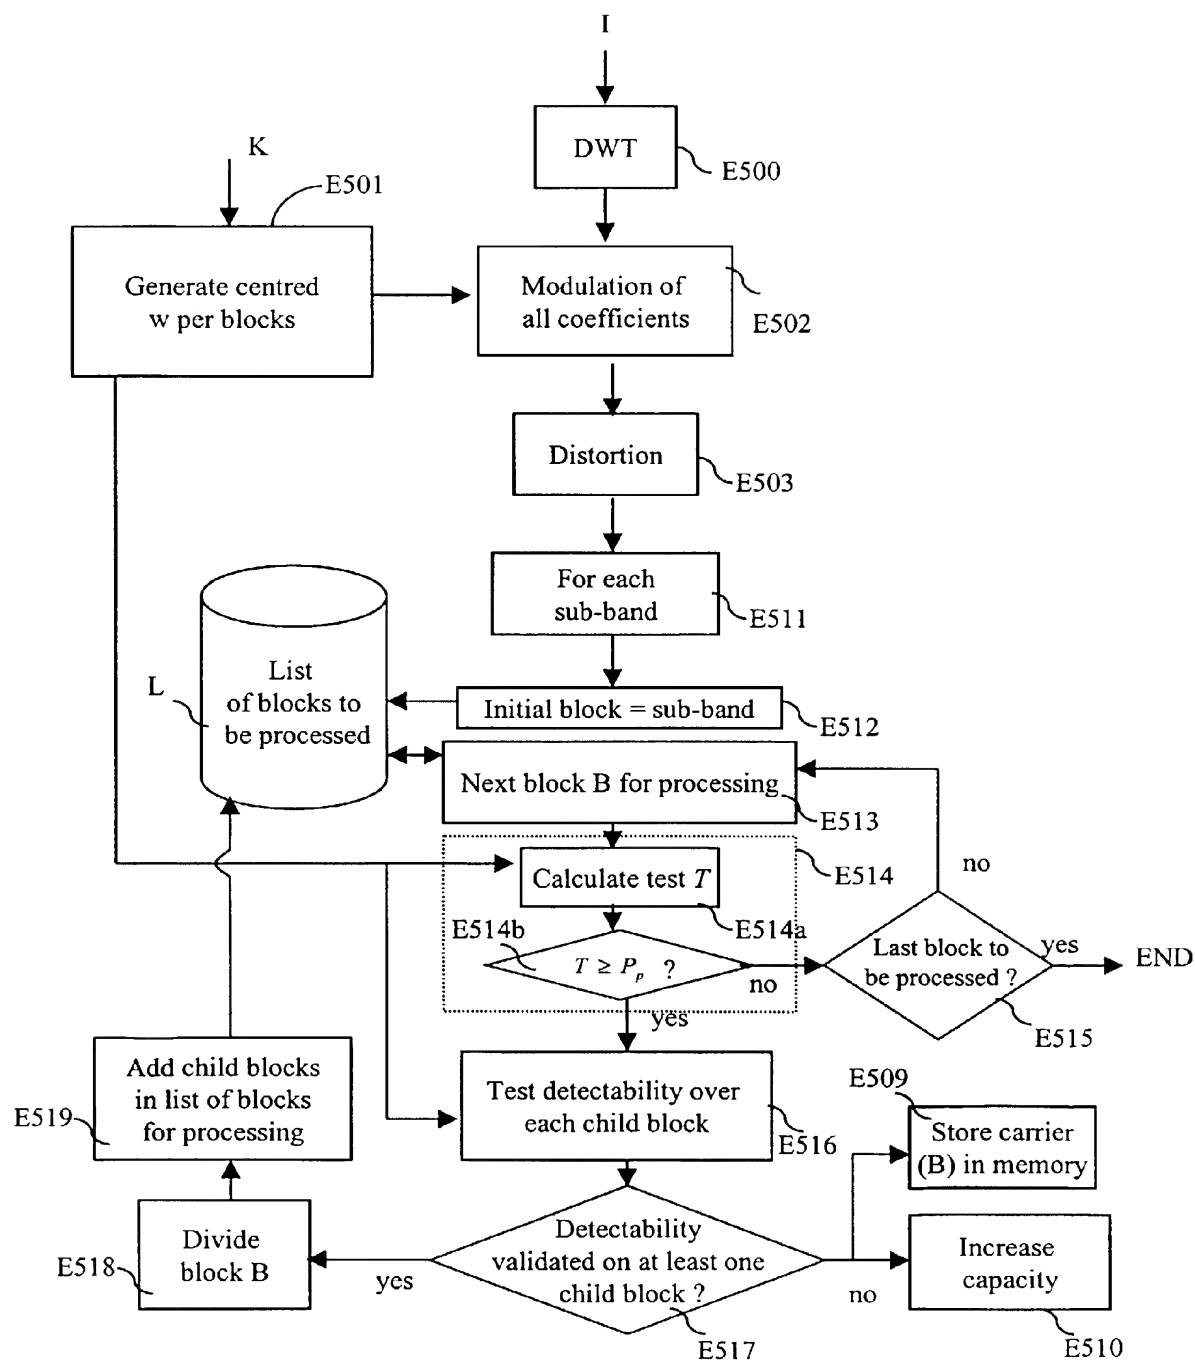 I
DWT
E500
K
E501
Generate centred
w per blocks
Modulation of
all coefficients
E502
Distortion
E503
For each
sub-band
E511
L
List
of blocks to
be processed
Initial block = sub-band
E512
Next block B for processing
E513
E514
Calculate test T
E514a
E514b
T ≥ Pp ?
no
yes
no
Last block to
be processed ?
yes
END
E515
Add child blocks
in list of blocks
for processing
E519
Test detectability over
each child block
E516
E509
Store carrier
(B) in memory
Divide
block B
E518
yes
Detectability
validated on at least one
child block ?
E517
no
Increase
capacity
E510